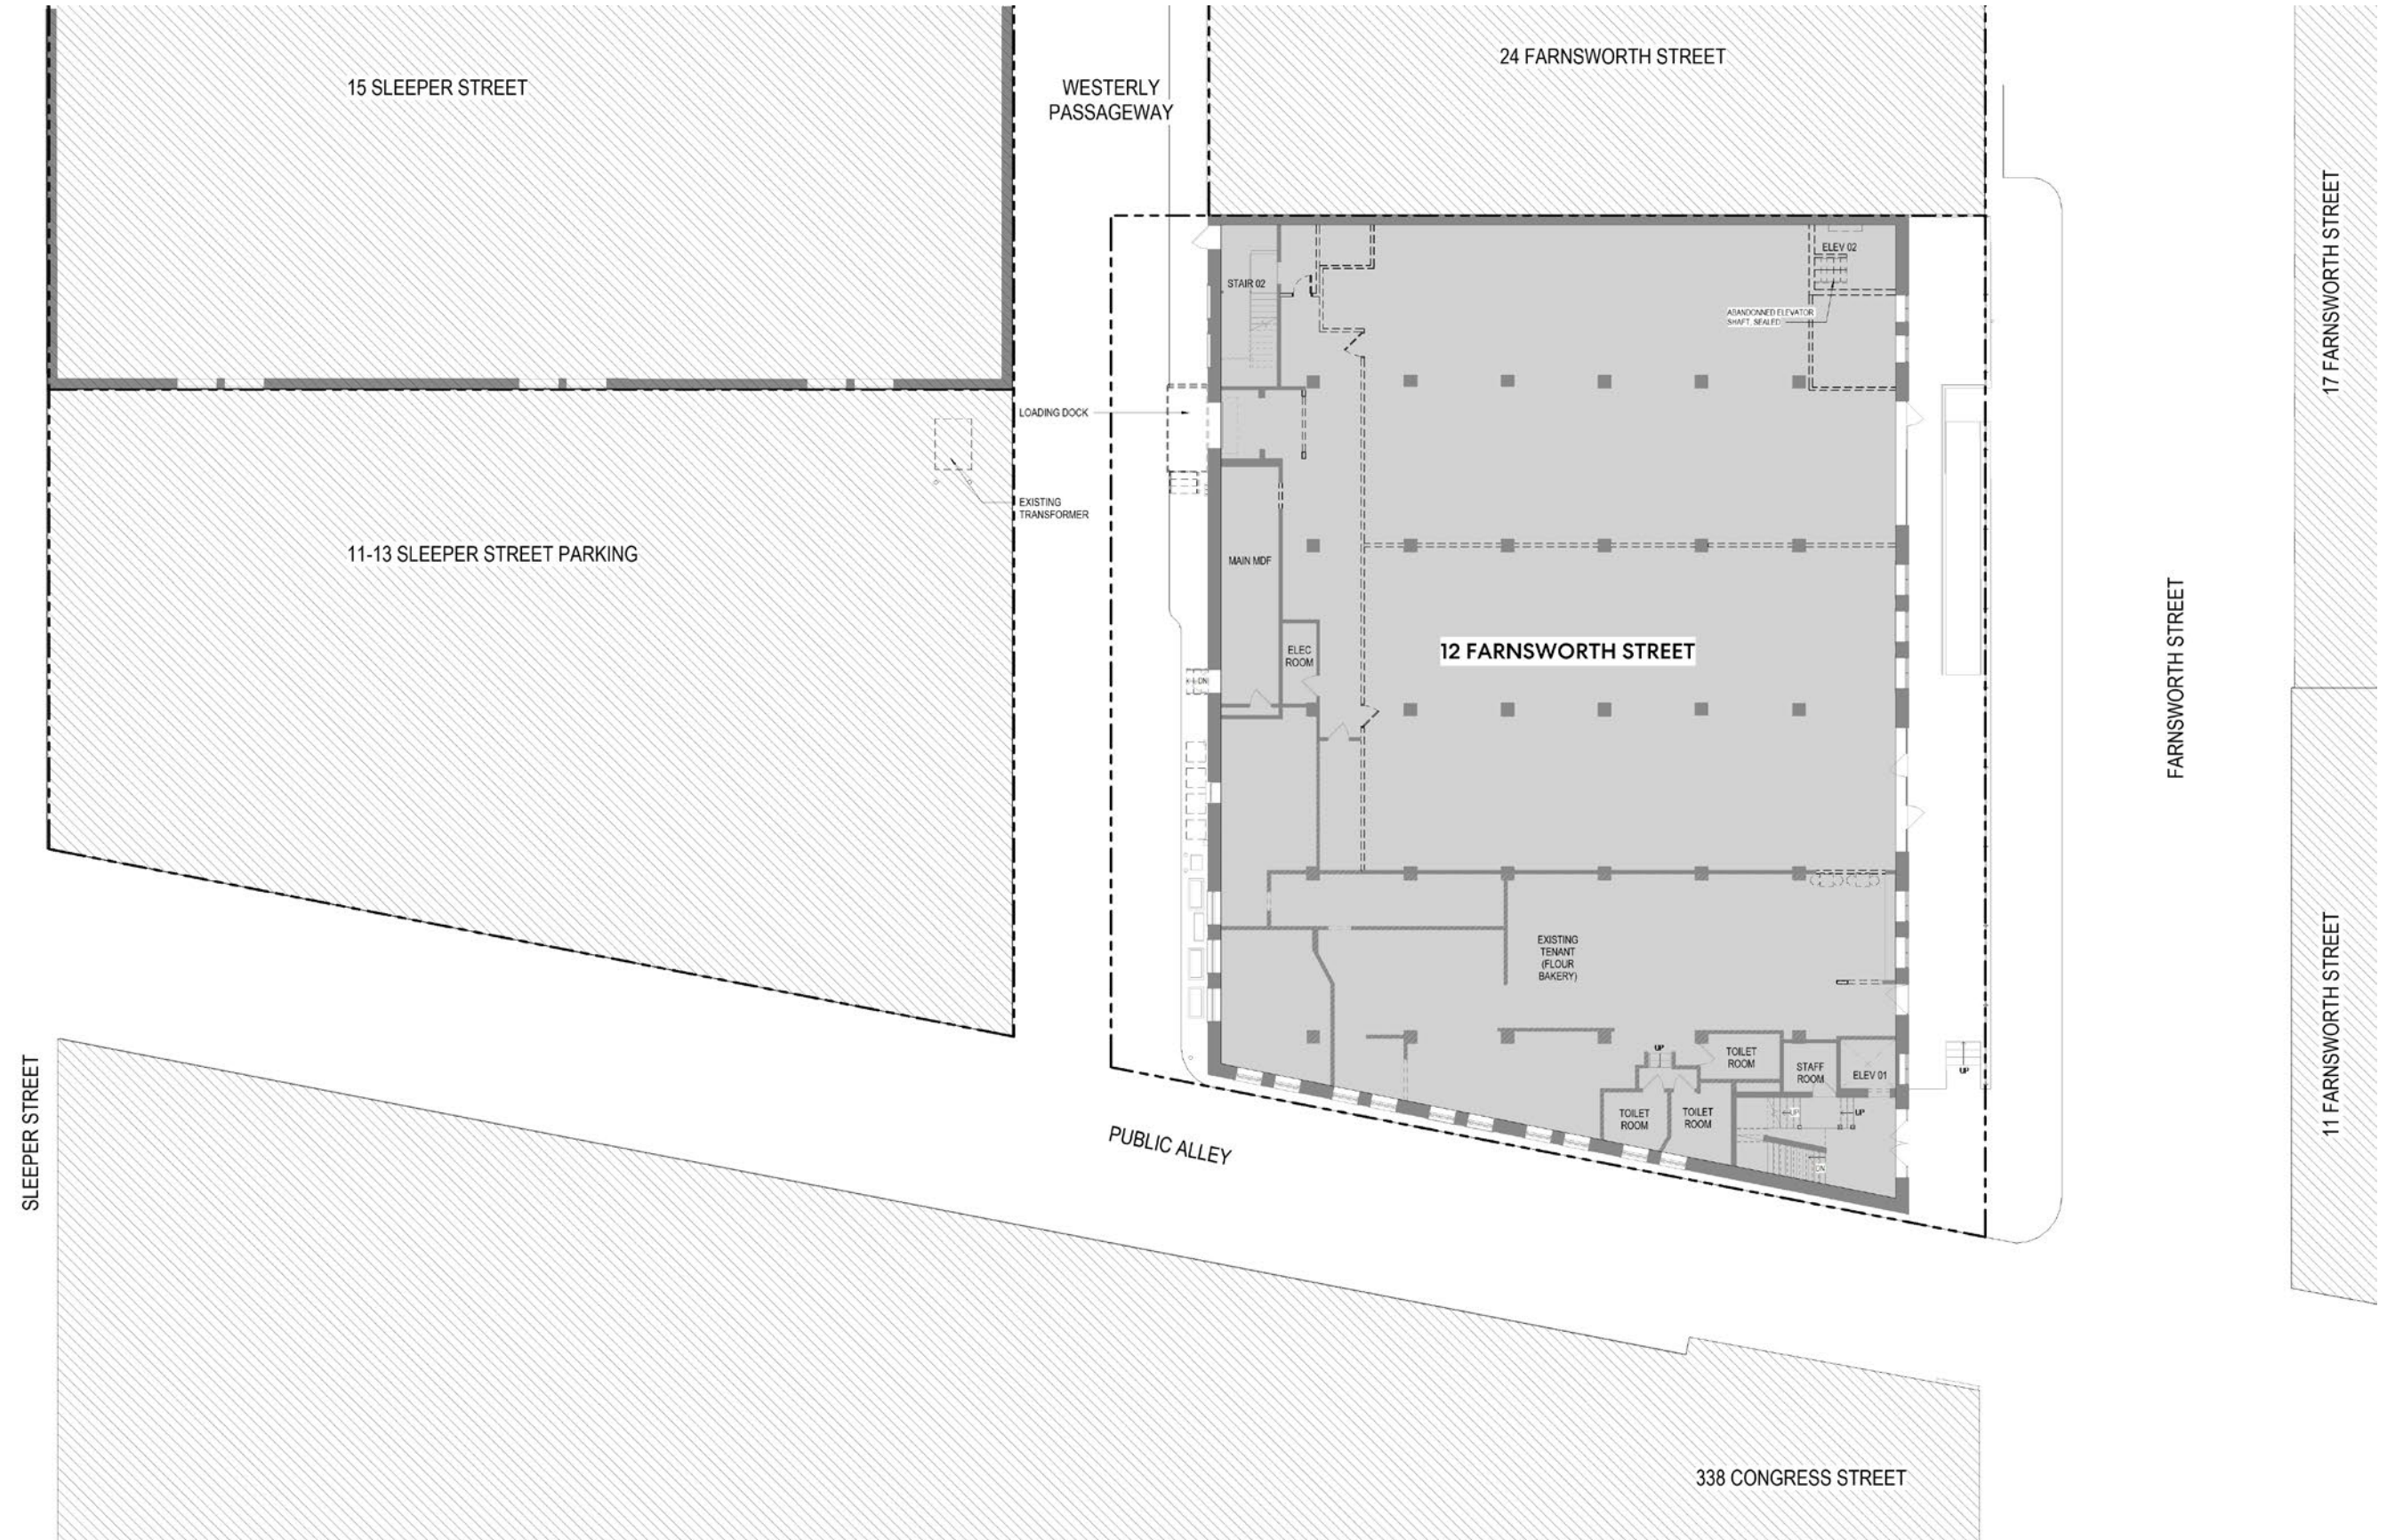 24 FARNSWORTH STREET
15 SLEEPER STREET
WESTERLY
PASSAGEWAY
17 FARNSWORTH STREET
ELEV 02
STAIR 02
ABANDONNED ELEVATOR
SHAFT, SEALED
LOADING DOCK
EXISTING
TRANSFORMER
11-13 SLEEPER STREET PARKING
MAIN MDF
ELEC
ROOM
12 FARNSWORTH STREET
FARNSWORTH STREET
DN
EXISTING
TENANT
(FLOUR
BAKERY)
11 FARNSWORTH STREET
UP
TOILET
ROOM
STAFF
ROOM
ELEV 01
UP
TOILET
ROOM
TOILET
ROOM
UP
UP
DN
SLEEPER STREET
PUBLIC ALLEY
338 CONGRESS STREET